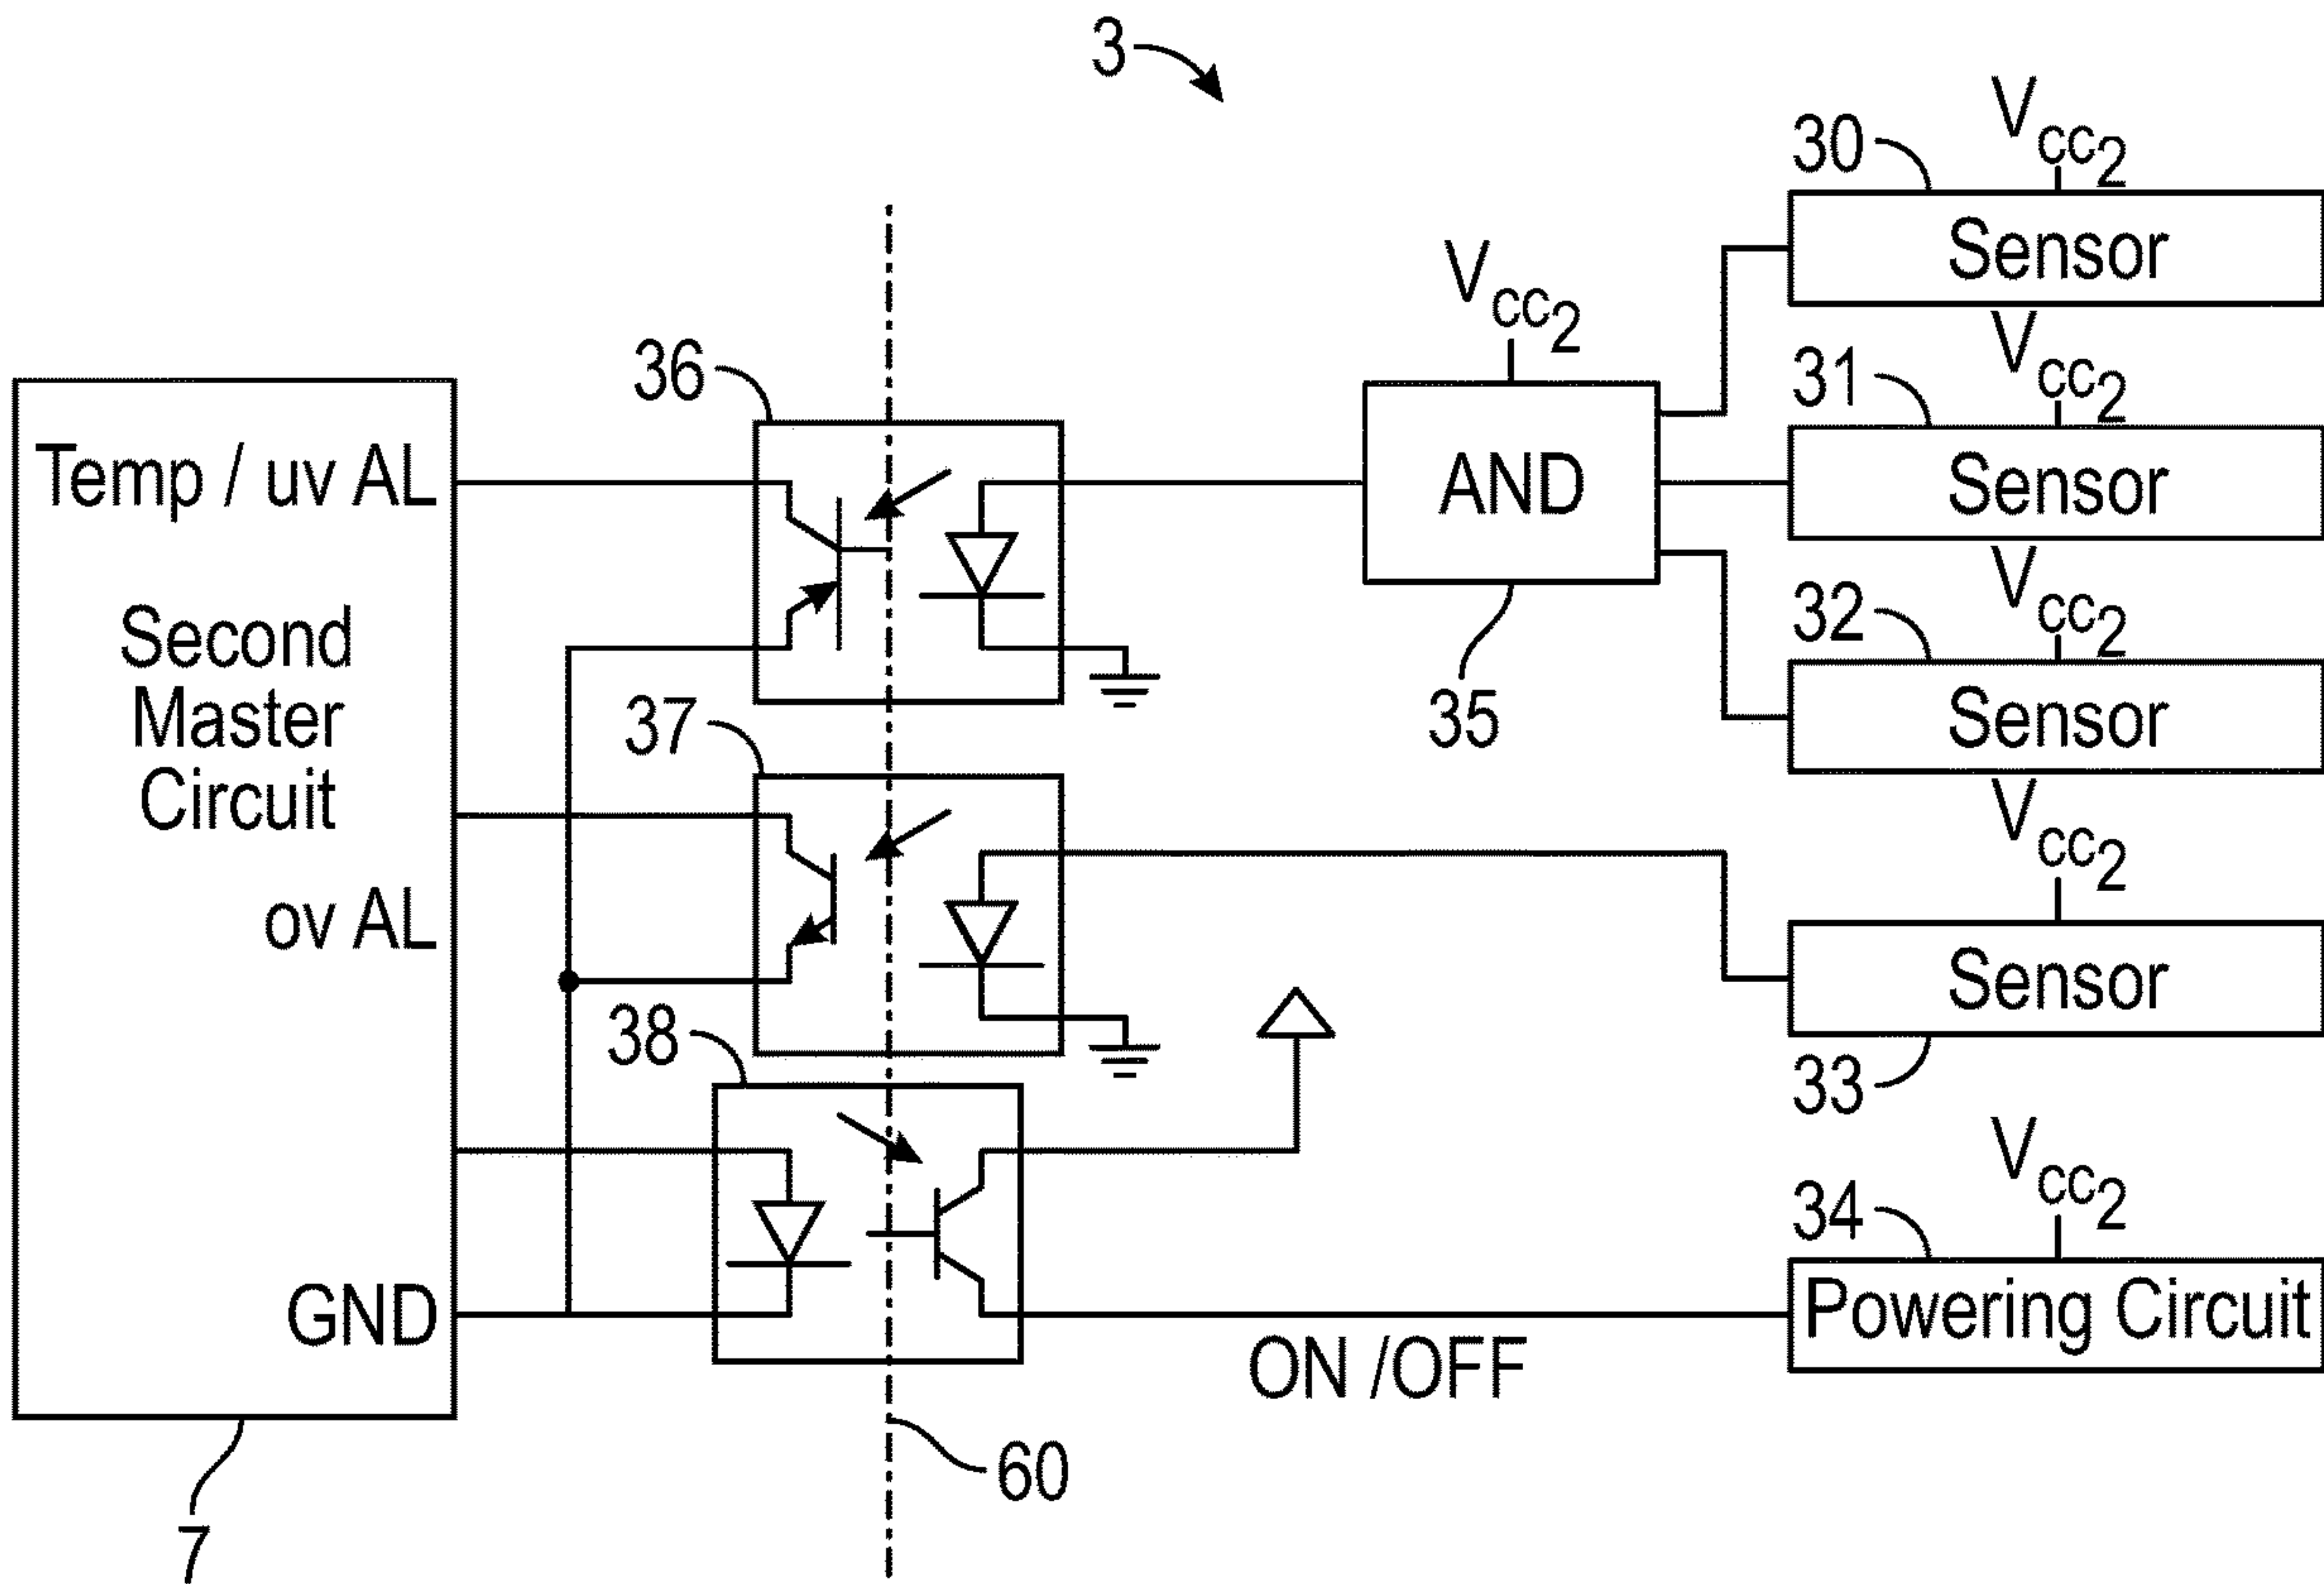 3
30
Vcc2
Sensor
Vcc2
36
31
Vcc2
Temp / uv AL
AND
Sensor
32
Vcc2
Second
Master
Circuit
37
35
Sensor
Vcc2
ov AL
Sensor
38
33
34
Vcc2
GND
Powering Circuit
ON /OFF
60
7